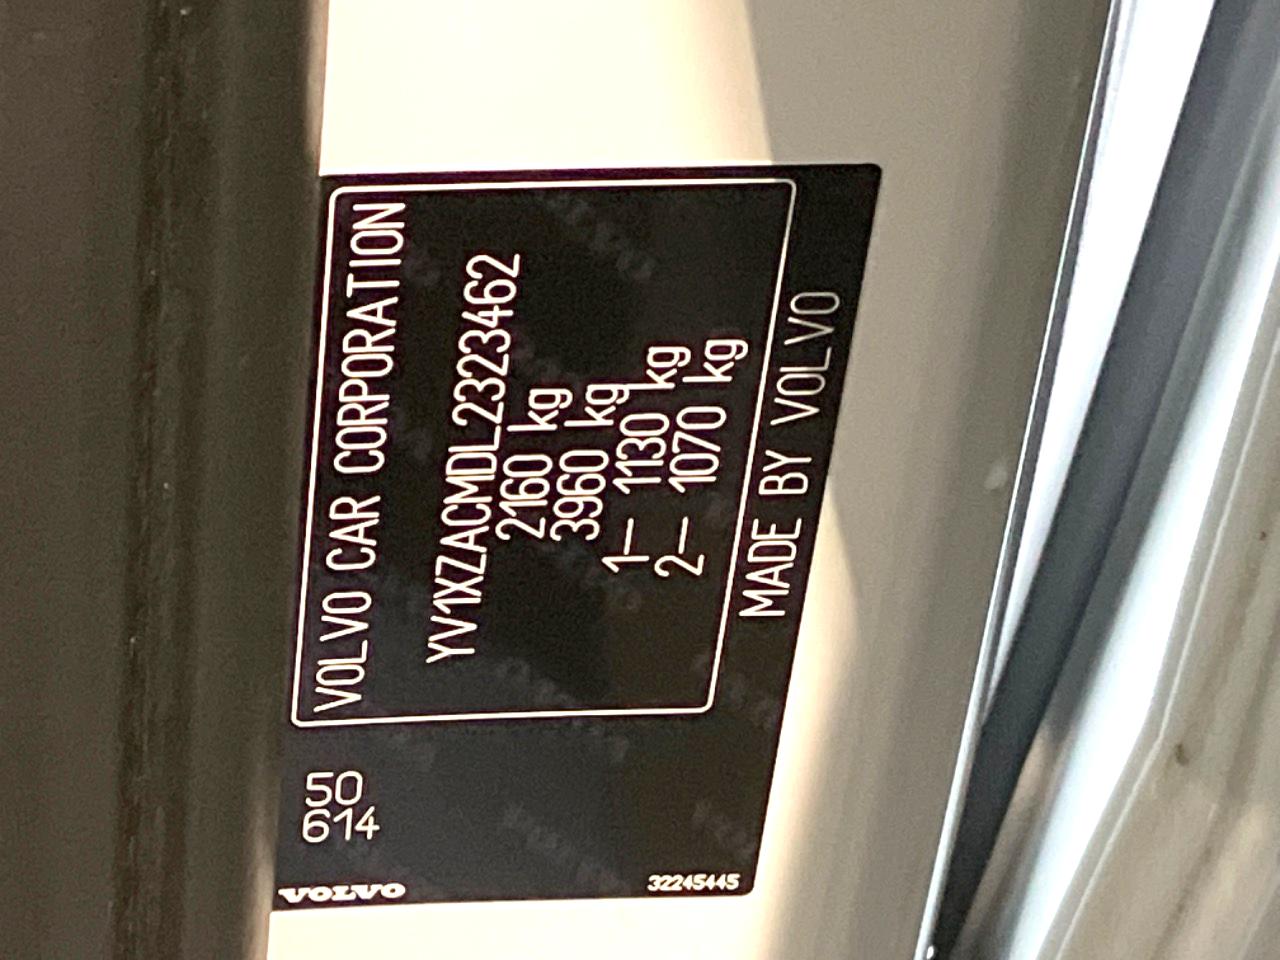 VOLVO CAR CORPORATION
YV1XZACMDL2323462
2160 kg
3960 kg
1– 1130 kg
2– 1070 kg
MADE BY VOLVO
50
614
VOLVO
32245445